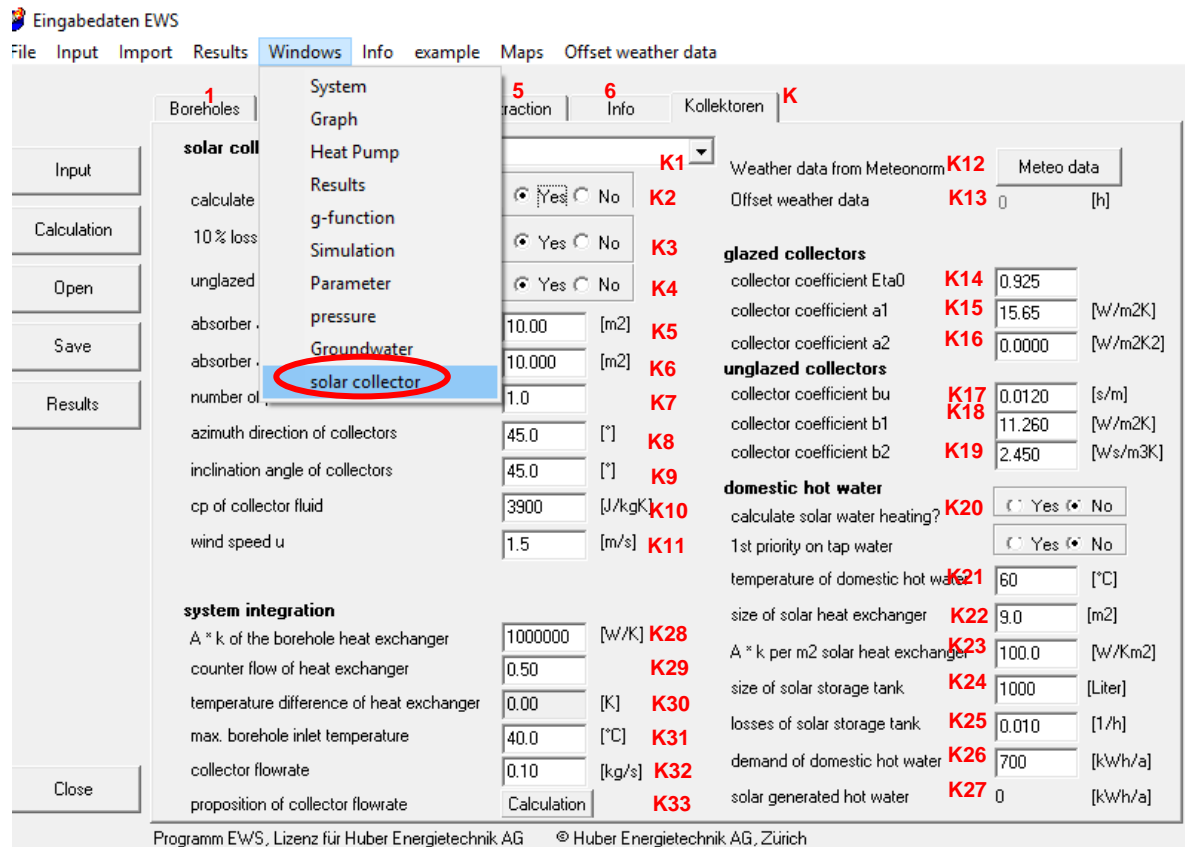 Eingabedaten EWS
File Input Import Results Windows Info example Maps Offset weather data
System
Graph
Heat Pump
Results
g-function
Simulation
Parameter
pressure
Groundwater
solar collector
1 5 6 K
Boreholes raction Info Kollektoren
Input
Calculation
Open
Save
Results
Close
solar coll K1
calculate Yes No K2
10 % loss Yes No K3
unglazed Yes No K4
absorber 10.00 [m2] K5
absorber 10.000 [m2] K6
number of 1.0 K7
azimuth direction of collectors 45.0 [°] K8
inclination angle of collectors 45.0 [°] K9
cp of collector fluid 3900 [J/kgK] K10
wind speed u 1.5 [m/s] K11
system integration
A * k of the borehole heat exchanger 1000000 [W/K] K28
counter flow of heat exchanger 0.50 K29
temperature difference of heat exchanger 0.00 [K] K30
max. borehole inlet temperature 40.0 [°C] K31
collector flowrate 0.10 [kg/s] K32
proposition of collector flowrate Calculation K33
Weather data from Meteonorm K12 Meteo data
Offset weather data K13 0 [h]
glazed collectors
collector coefficient Eta0 K14 0.925
collector coefficient a1 K15 15.65 [W/m2K]
collector coefficient a2 K16 0.0000 [W/m2K2]
unglazed collectors
collector coefficient bu K17 0.0120 [s/m]
collector coefficient b1 K18 11.260 [W/m2K]
collector coefficient b2 K19 2.450 [Ws/m3K]
domestic hot water
calculate solar water heating? K20 Yes No
1st priority on tap water Yes No
temperature of domestic hot water K21 60 [°C]
size of solar heat exchanger K22 9.0 [m2]
A * k per m2 solar heat exchanger K23 100.0 [W/Km2]
size of solar storage tank K24 1000 [Liter]
losses of solar storage tank K25 0.010 [1/h]
demand of domestic hot water K26 700 [kWh/a]
solar generated hot water K27 0 [kWh/a]
Programm EWS, Lizenz für Huber Energietechnik AG © Huber Energietechnik AG, Zürich